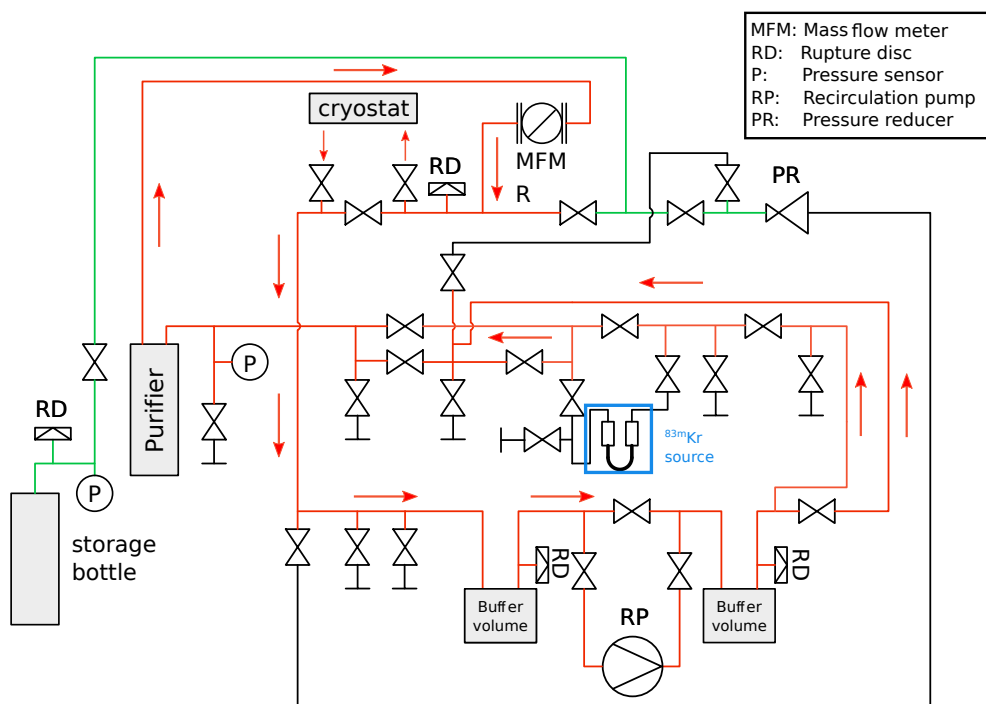 MFM: Mass flow meter
RD: Rupture disc
P: Pressure sensor
RP: Recirculation pump
PR: Pressure reducer
cryostat
MFM
RD
R
PR
P
RD
Purifier
P
83mKr
source
storage
bottle
RD
RD
Buffer
volume
RP
Buffer
volume